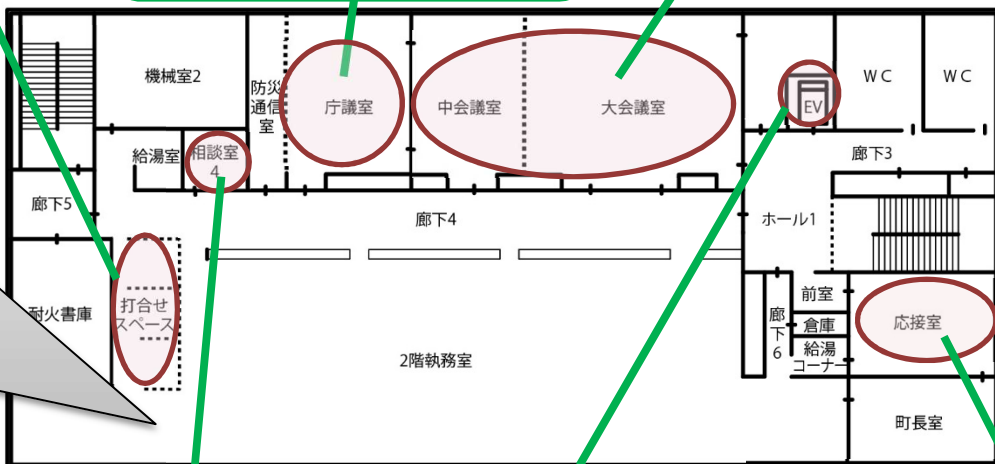 機械室2
防災
通信
室
庁議室
中会議室
大会議室
EV
WC
WC
給湯室
相談室
4
廊下3
廊下5
廊下4
ホール1
耐火書庫
打合せ
スペース
2階執務室
廊
下
6
前室
倉庫
給湯
コーナー
応接室
町長室